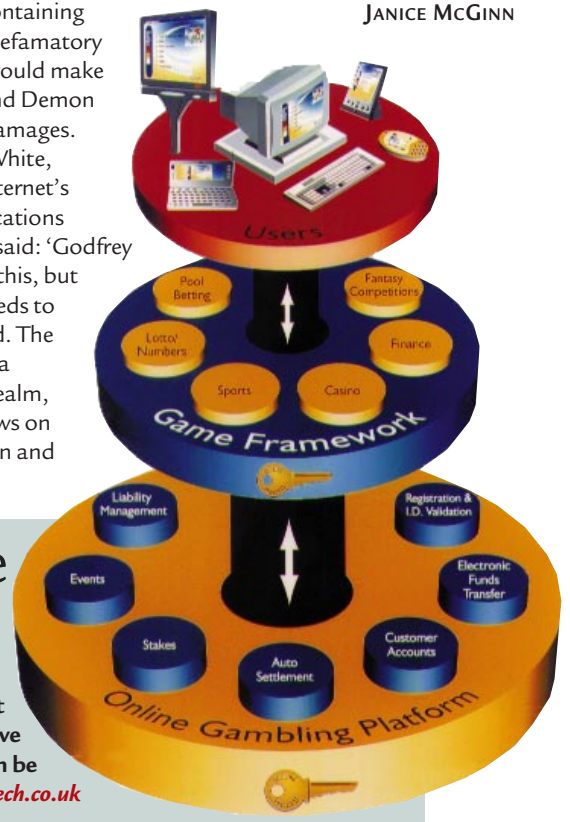 ontaining
efamatory
ould make
nd Demon
amages.
White,
ternet's
cations
said: 'Godfrey
this, but
eds to
d. The
a
ealm,
ws on
n and
JANICE MCGINN
Users
Pool
Betting
Fantasy
Competitions
Lotto/
Numbers
Finance
Sports
Casino
Game Framework
Liability
Management
Registration &
I.D. Validation
Events
Electronic
Funds
Transfer
Stakes
Customer
Accounts
Auto
Settlement
Online Gambling Platform
e
t
ve
n be
ech.co.uk